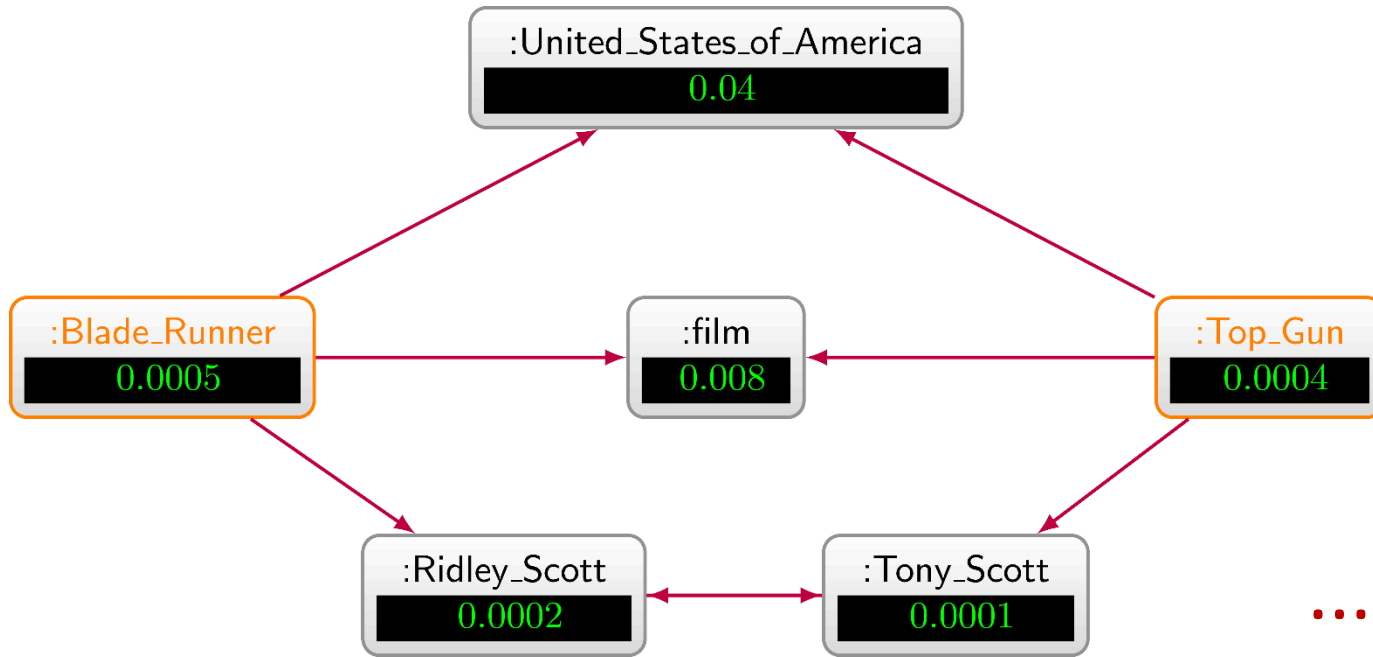 :United_States_of_America
0.04
:Blade_Runner
0.0005
:film
0.008
:Top_Gun
0.0004
:Ridley_Scott
0.0002
:Tony_Scott
0.0001
...